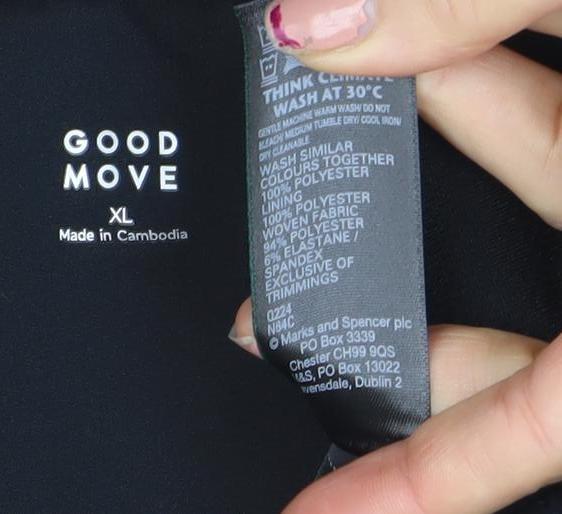 GOOD
MOVE
XL
Made in Cambodia
THINK CLIMATE
WASH AT 30°C
GENTLE MACHINE WARM WASH/ DO NOT
BLEACH/ MEDIUM TUMBLE DRY/ COOL IRON/
DRY CLEANABLE
WASH SIMILAR
COLOURS TOGETHER
100% POLYESTER
LINING
100% POLYESTER
WOVEN FABRIC
94% POLYESTER
6% ELASTANE /
SPANDEX
EXCLUSIVE OF
TRIMMINGS
0224
N84C
© Marks and Spencer plc
PO Box 3339
Chester CH99 9QS
M&S, PO Box 13022
Dublin 2